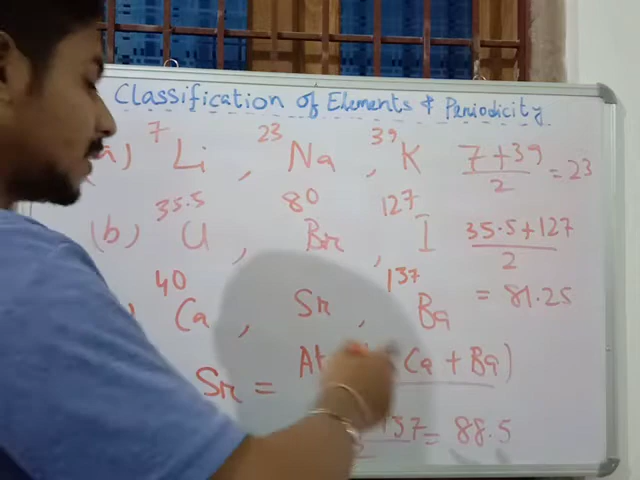 Classification of Elements & Periodicity
7 23 39
a) Li , Na , K 7+39/2 = 23
35.5 80 127
(b) Cl , Br , I 35.5+127/2
= 81.25
40 137
) Ca , Sr , Ba
Sr = At (Ca + Ba)
137 = 88.5